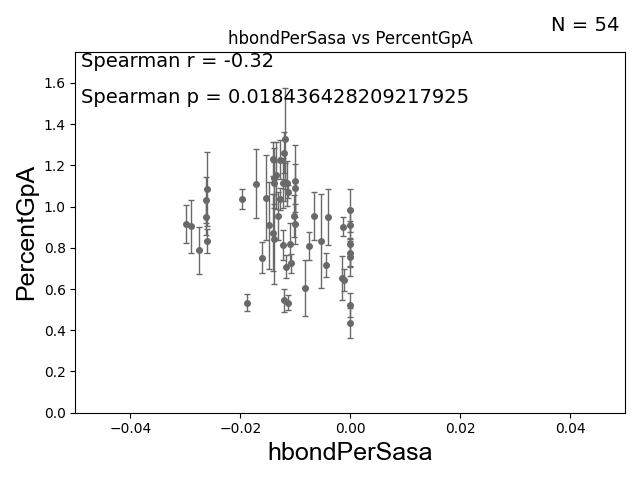 N = 54
hbondPerSasa vs PercentGpA
Spearman r = -0.32
Spearman p = 0.018436428209217925
PercentGpA
1.6
1.4
1.2
1.0
0.8
0.6
0.4
0.2
0.0
−0.04 −0.02 0.00 0.02 0.04
hbondPerSasa